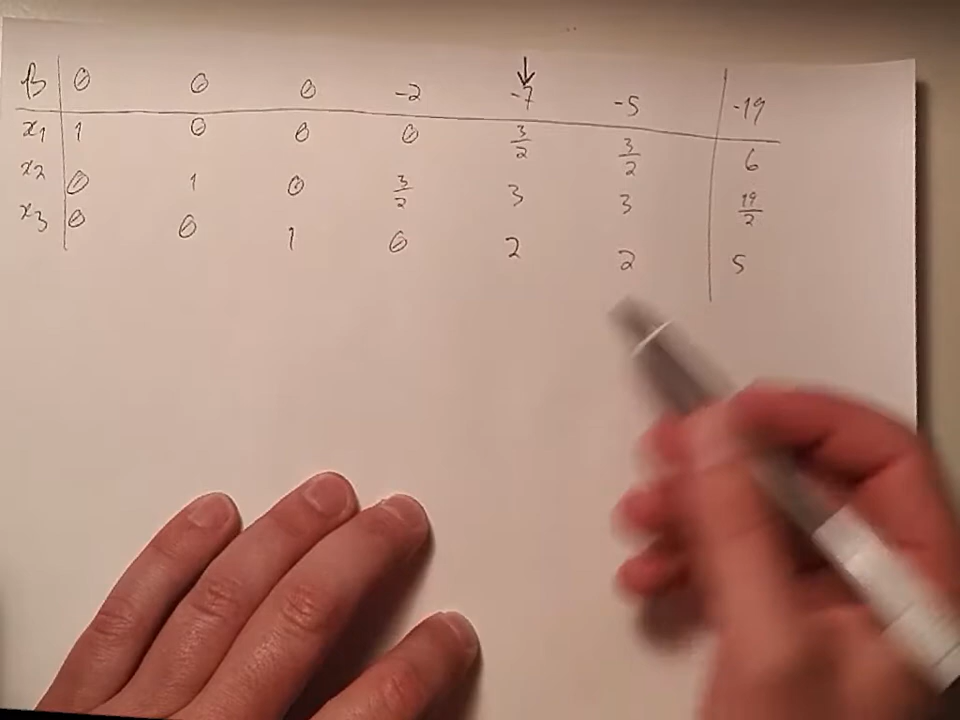 B 0 0 0 -2 -7 -5 -19
x1 1 0 0 0 3/2 3/2 6
x2 0 1 0 3/2 3 3 19/2
x3 0 0 1 0 2 2 5